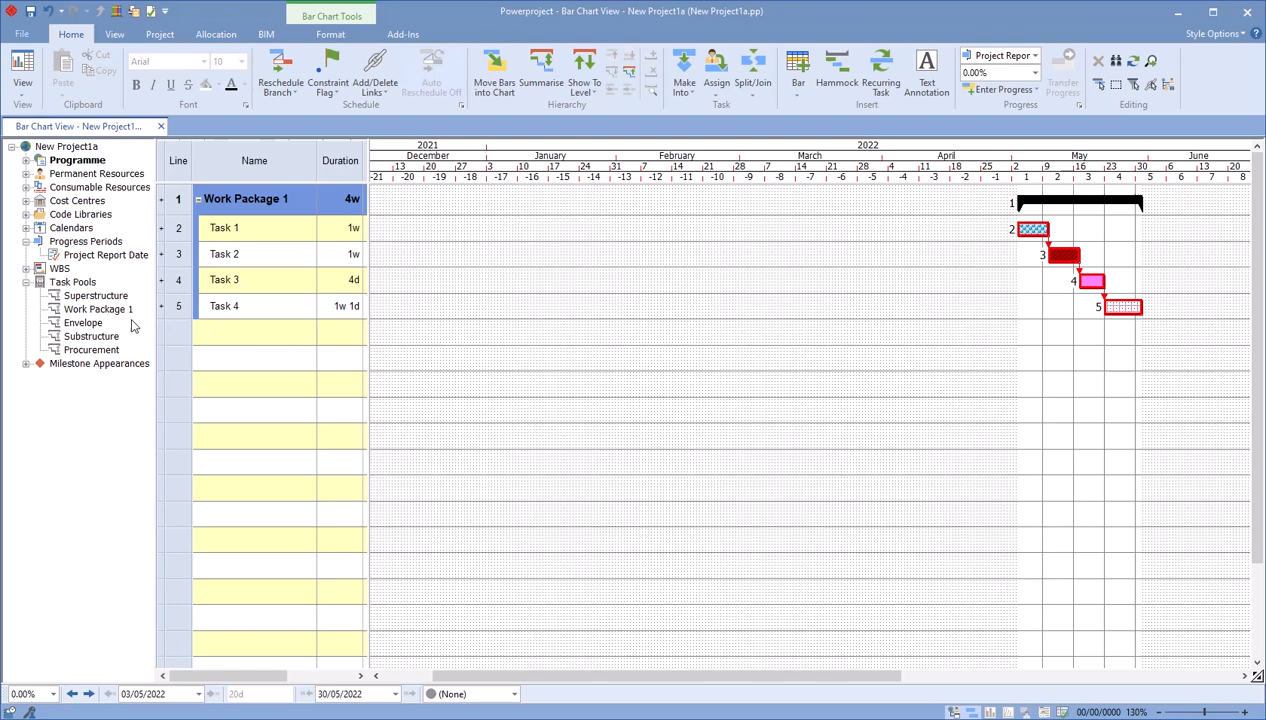 Bar Chart Tools
Powerproject - Bar Chart View - New Project1a (New Project1a.pp)
File Home View Project Allocation BIM Format Add-Ins Style Options
View
View
Paste
Cut
Copy
Clipboard
Arial 10
B I U A
Font
Reschedule Branch
Constraint Flag
Add/Delete Links
Auto Reschedule Off
Schedule
Move Bars into Chart
Summarise
Show To Level
Hierarchy
Make Into
Assign
Split/Join
Task
Bar
Hammock
Recurring Task
Text Annotation
Insert
Project Repor
0.00%
Enter Progress
Transfer Progress
Progress
Editing
Bar Chart View - New Project1...
New Project1a
Programme
Permanent Resources
Consumable Resources
Cost Centres
Code Libraries
Calendars
Progress Periods
Project Report Date
WBS
Task Pools
Superstructure
Work Package 1
Envelope
Substructure
Procurement
Milestone Appearances
Line Name Duration
1 Work Package 1 4w
2 Task 1 1w
3 Task 2 1w
4 Task 3 4d
5 Task 4 1w 1d
2021 2022
December January February March April May June
13 20 27 3 10 17 24 31 7 14 21 28 7 14 21 28 4 11 18 25 2 9 16 23 30 6 13 20
-21 -20 -19 -18 -17 -16 -15 -14 -13 -12 -11 -10 -9 -8 -7 -6 -5 -4 -3 -2 -1 1 2 3 4 5 6 7 8
1
2
3
4
5
0.00% 03/05/2022 20d 30/05/2022 (None)
00/00/0000 130%